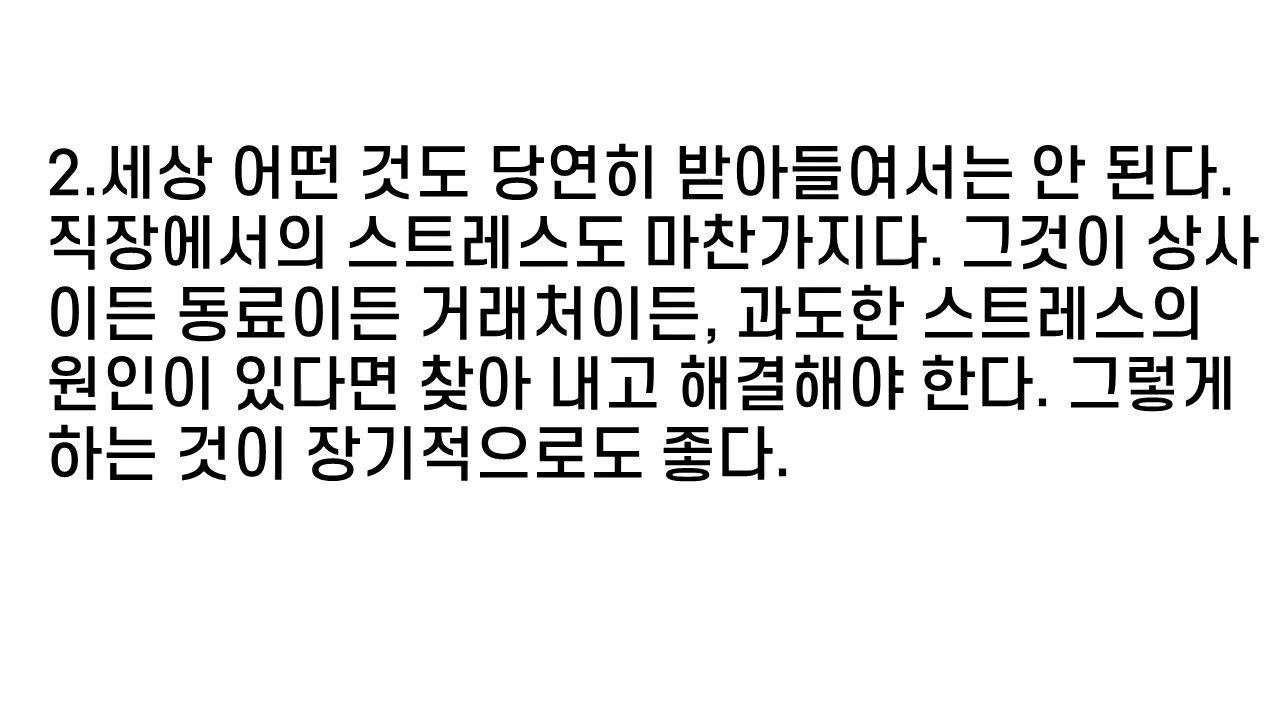 2.세상 어떤 것도 당연히 받아들여서는 안 된다.
직장에서의 스트레스도 마찬가지다. 그것이 상사
이든 동료이든 거래처이든, 과도한 스트레스의
원인이 있다면 찾아 내고 해결해야 한다. 그렇게
하는 것이 장기적으로도 좋다.